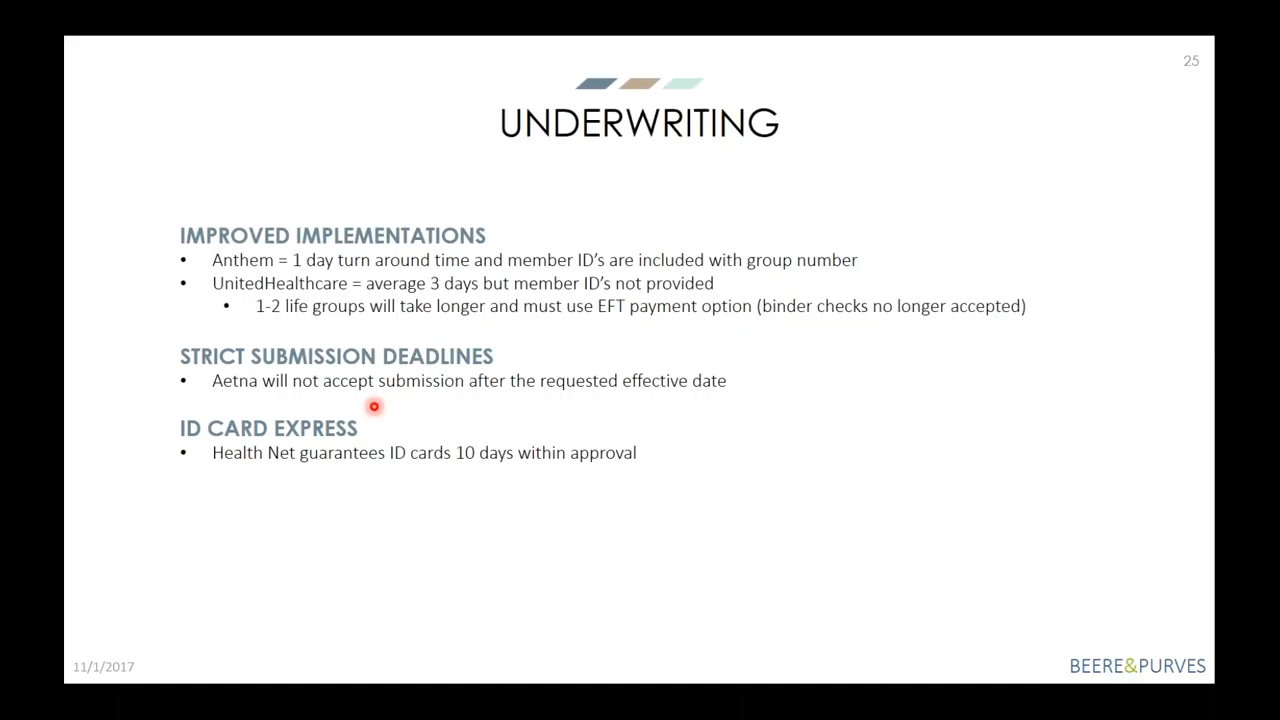 25
UNDERWRITING
IMPROVED IMPLEMENTATIONS
• Anthem = 1 day turn around time and member ID's are included with group number
• UnitedHealthcare = average 3 days but member ID's not provided
• 1-2 life groups will take longer and must use EFT payment option (binder checks no longer accepted)
STRICT SUBMISSION DEADLINES
• Aetna will not accept submission after the requested effective date
ID CARD EXPRESS
• Health Net guarantees ID cards 10 days within approval
11/1/2017
BEERE&PURVES